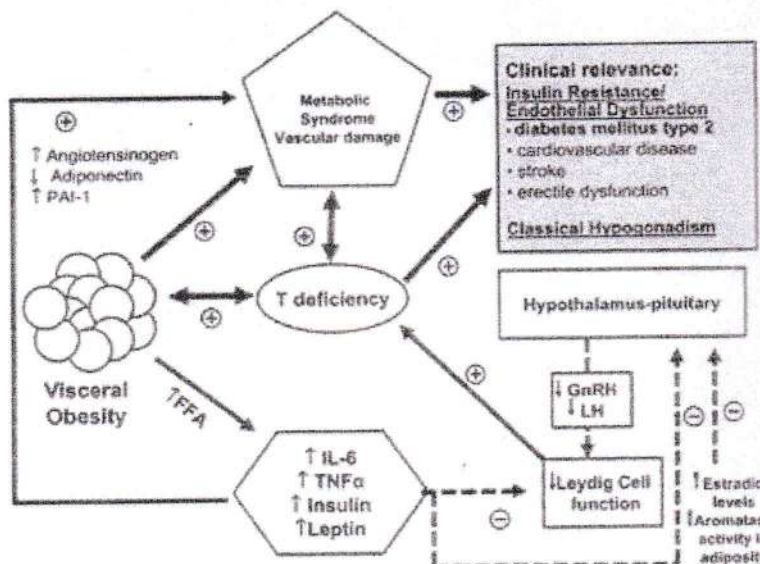 Metabolic
Syndrome
Vascular damage
Clinical relevance:
Insulin Resistance/
Endothelial Dysfunction
• diabetes mellitus type 2
• cardiovascular disease
• stroke
• erectile dysfunction
Classical Hypogonadism
⊕
⊕
↑ Angiotensinogen
↓ Adiponectin
↑ PAI-1
⊕
⊕
⊕
T deficiency
⊕
Hypothalamus-pituitary
Visceral
Obesity
↑FFA
⊕
↓ GnRH
↓ LH
⊖
⊖
↑ IL-6
↑ TNFα
↑ Insulin
↑Leptin
⊖
↓Leydig Cell
function
↑Estradio
levels
↑Aromatas
activity i
adiposit